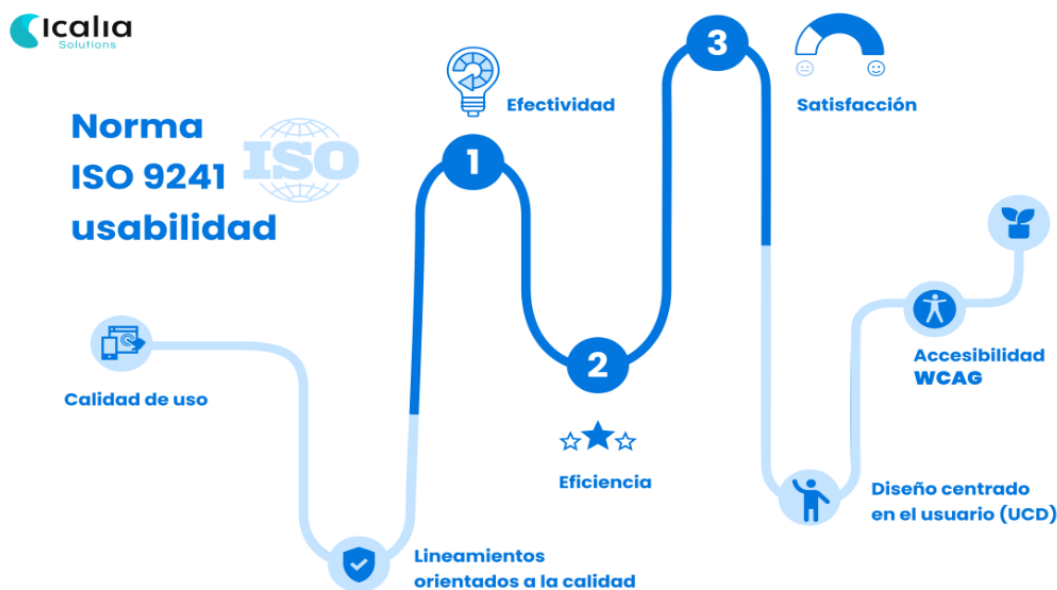 Icalia
Solutions
Norma
ISO 9241
usabilidad
ISO
Calidad de uso
Lineamientos
orientados a la calidad
1
Efectividad
2
Eficiencia
3
Satisfacción
Diseño centrado
en el usuario (UCD)
Accesibilidad
WCAG